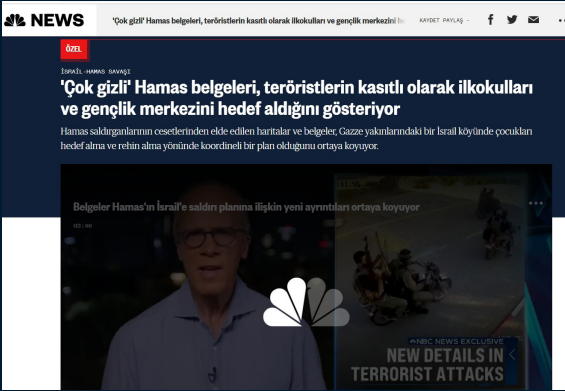 NEWS
'Çok gizli' Hamas belgeleri, teröristlerin kasıtlı olarak ilkokulları ve gençlik merkezini
KAYDET PAYLAŞ -
ÖZEL
İSRAİL-HAMAS SAVAŞI
'Çok gizli' Hamas belgeleri, teröristlerin kasıtlı olarak ilkokulları
ve gençlik merkezini hedef aldığını gösteriyor
Hamas saldırganlarının cesetlerinden elde edilen haritalar ve belgeler, Gazze yakınlarındaki bir İsrail köyünde çocukları
hedef alma ve rehin alma yönünde koordineli bir plan olduğunu ortaya koyuyor.
Belgeler Hamas'ın İsrail'e saldırı planına ilişkin yeni ayrıntıları ortaya koyuyor
NBC NEWS EXCLUSIVE
NEW DETAILS IN
TERRORIST ATTACKS